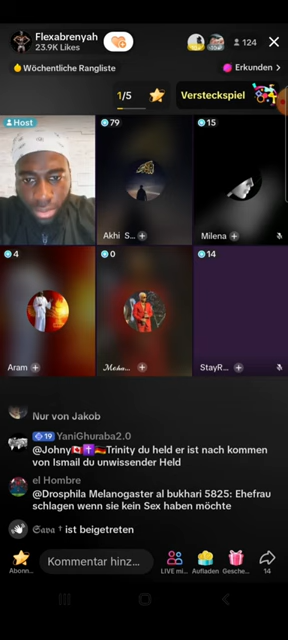 Flexabrenyah
23.9K Likes
124
Wöchentliche Rangliste
Erkunden >
1/5
Versteckspiel
Host
79
15
Akhi S...
Milena
4
0
14
Aram
StayR...
Nur von Jakob
19 YaniGhuraba2.0
@Johny🇨🇦✝️🇩🇪Trinity du held er ist nach kommen
von Ismail du unwissender Held
el Hombre
@Drosphila Melanogaster al bukhari 5825: Ehefrau
schlagen wenn sie kein Sex haben möchte
𝔖𝔞𝔳𝔞 † ist beigetreten
Kommentar hinz...
Abonn..
LIVE mi...
Aufladen
Gesche...
14